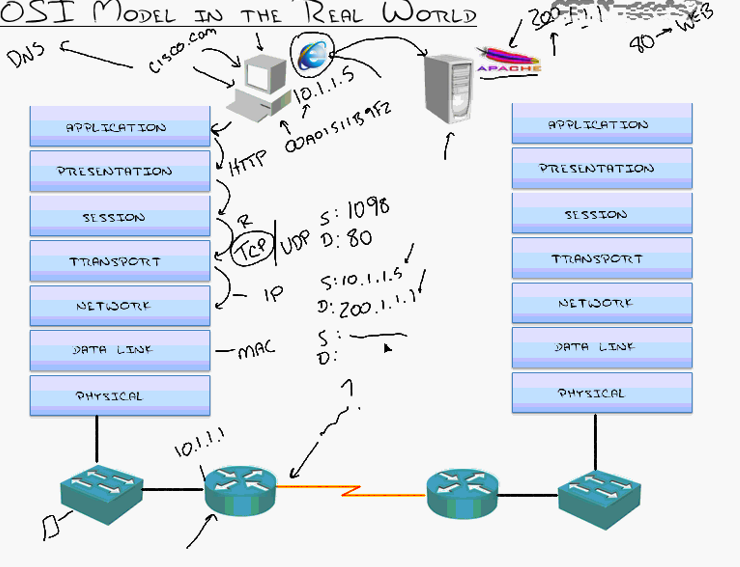 OSI MODEL IN THE REAL WORLD
DNS
cisco.com
10.1.1.5
00A01511B9F2
APACHE
200.1.1.1
80 → WEB
APPLICATION
PRESENTATION
SESSION
TRANSPORT
NETWORK
DATA LINK
PHYSICAL
HTTP
R
TCP
UDP
S: 1098
D: 80
IP
S: 10.1.1.5
D: 200.1.1.1
MAC
S:
D:
?
10.1.1.1
APPLICATION
PRESENTATION
SESSION
TRANSPORT
NETWORK
DATA LINK
PHYSICAL